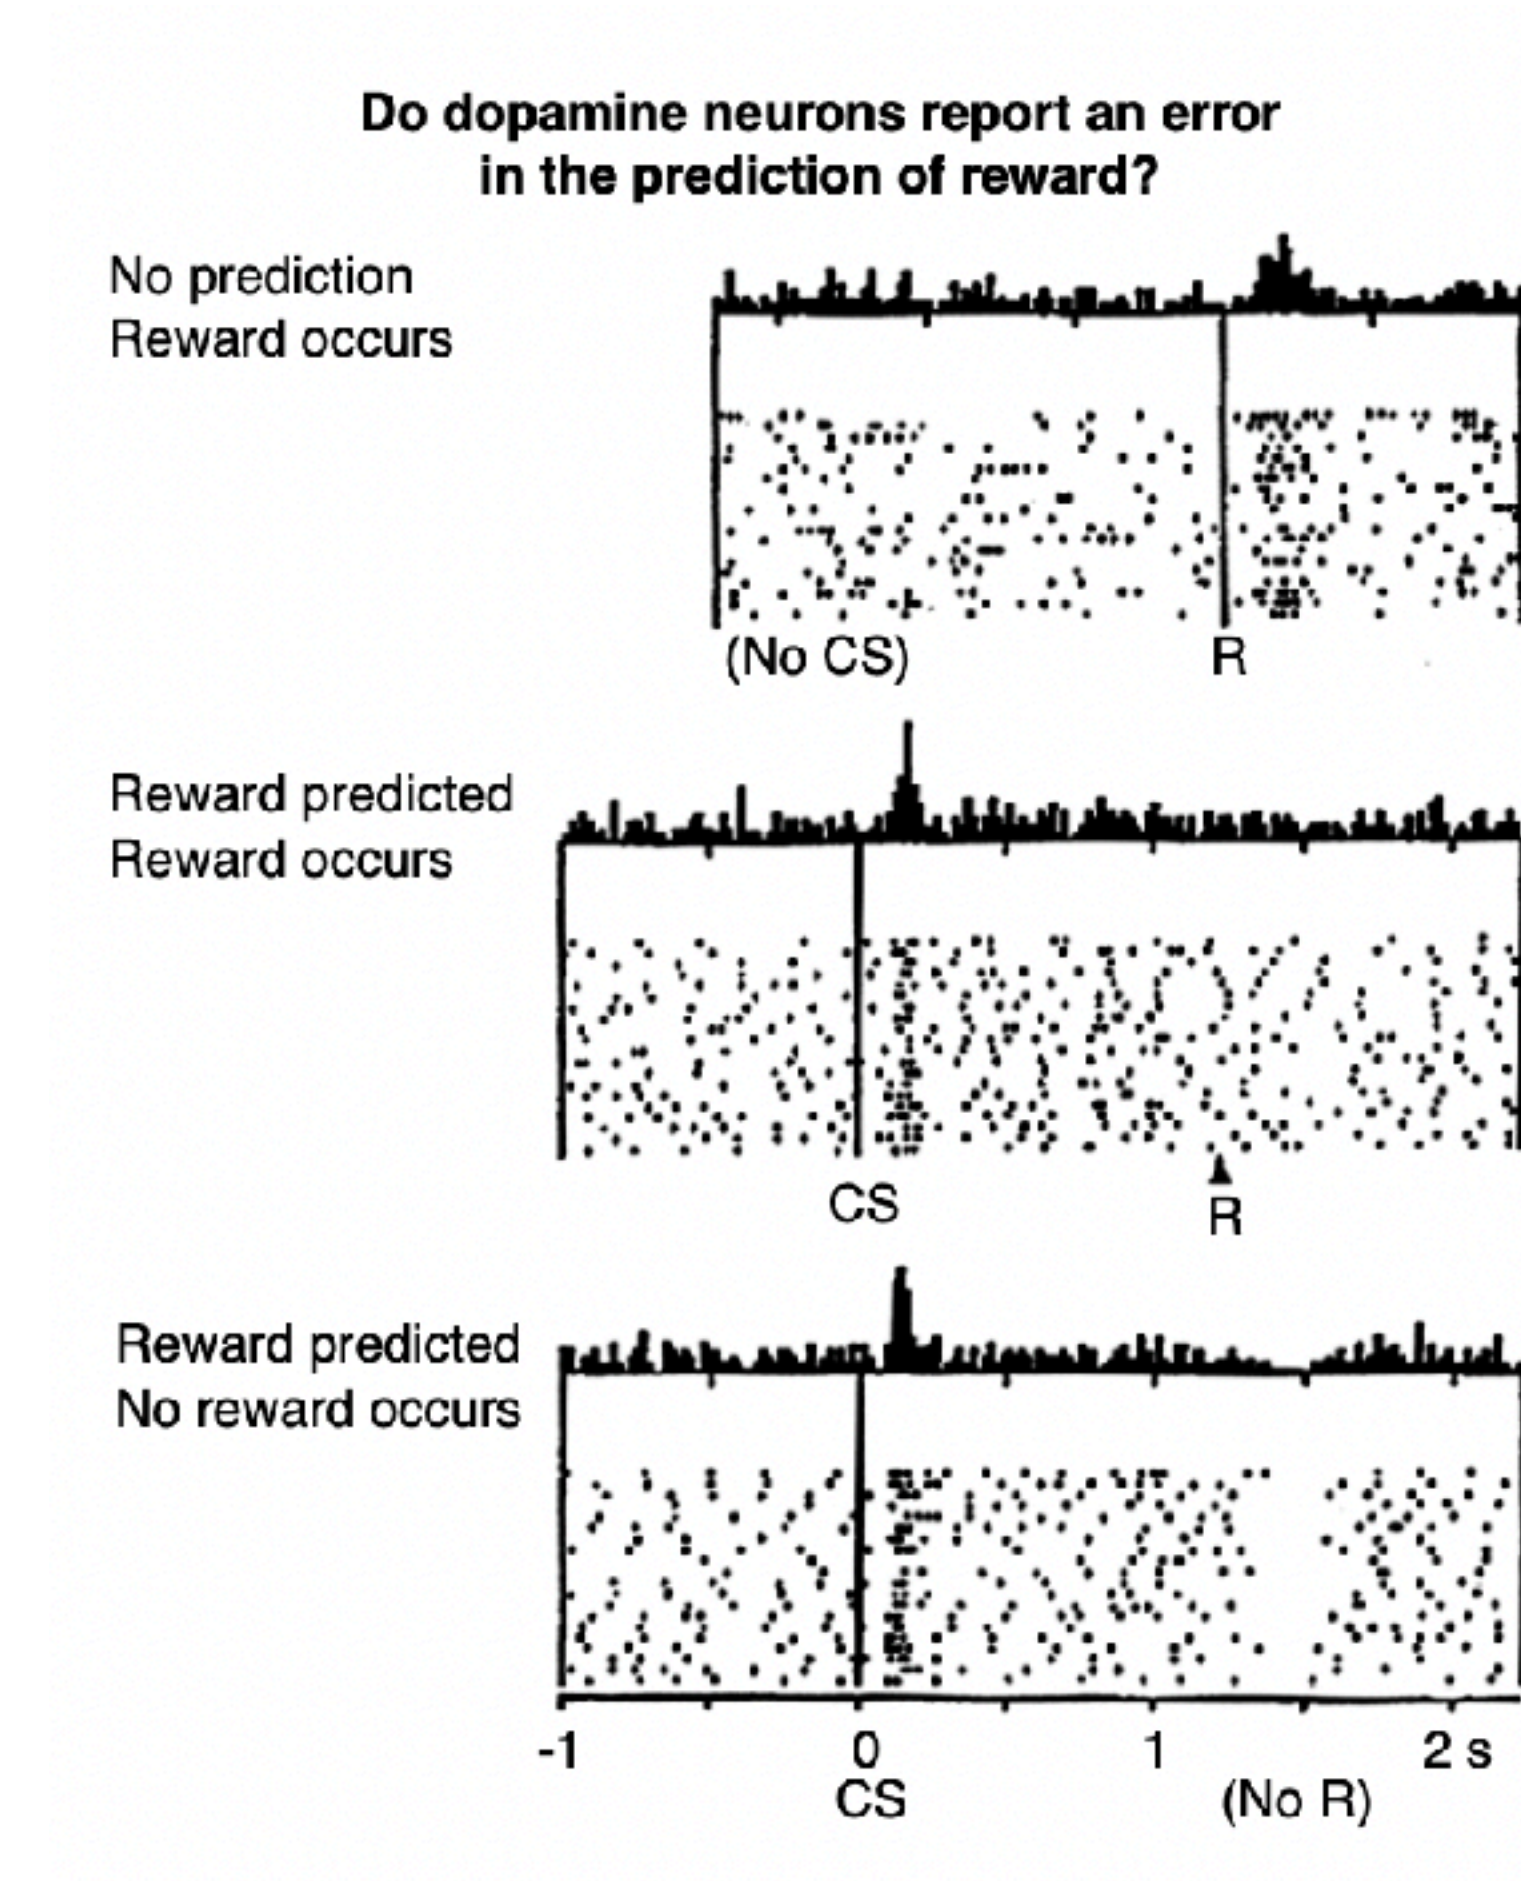 Do dopamine neurons report an error
in the prediction of reward?
No prediction
Reward occurs
(No CS)
R
Reward predicted
Reward occurs
CS
R
Reward predicted
No reward occurs
-1
0
1
2 s
CS
(No R)